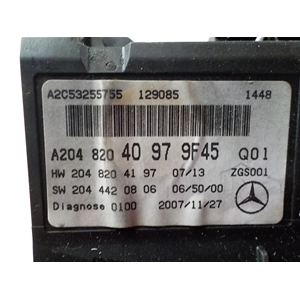 A2C53255755 129085 1448
A204 820 40 97 9F45 Q01
HW 204 820 41 97 07/13 ZGS001
SW 204 442 08 06 06/50/00
Diagnose 0100 2007/11/27